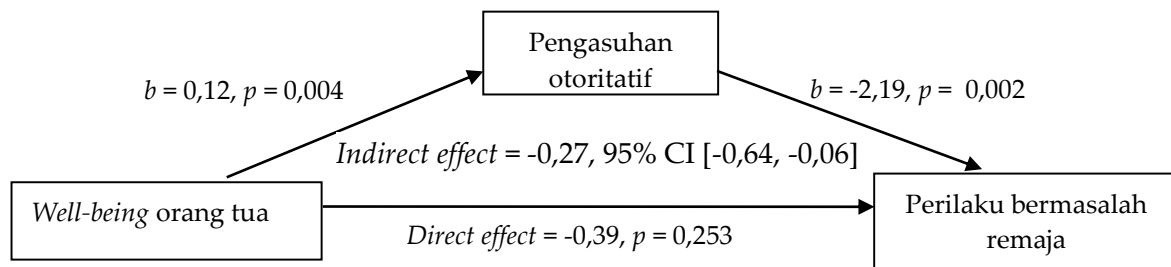 Pengasuhan
otoritatif
b = 0,12, p = 0,004
b = -2,19, p = 0,002
Indirect effect = -0,27, 95% CI [-0,64, -0,06]
Well-being orang tua
Perilaku bermasalah
remaja
Direct effect = -0,39, p = 0,253